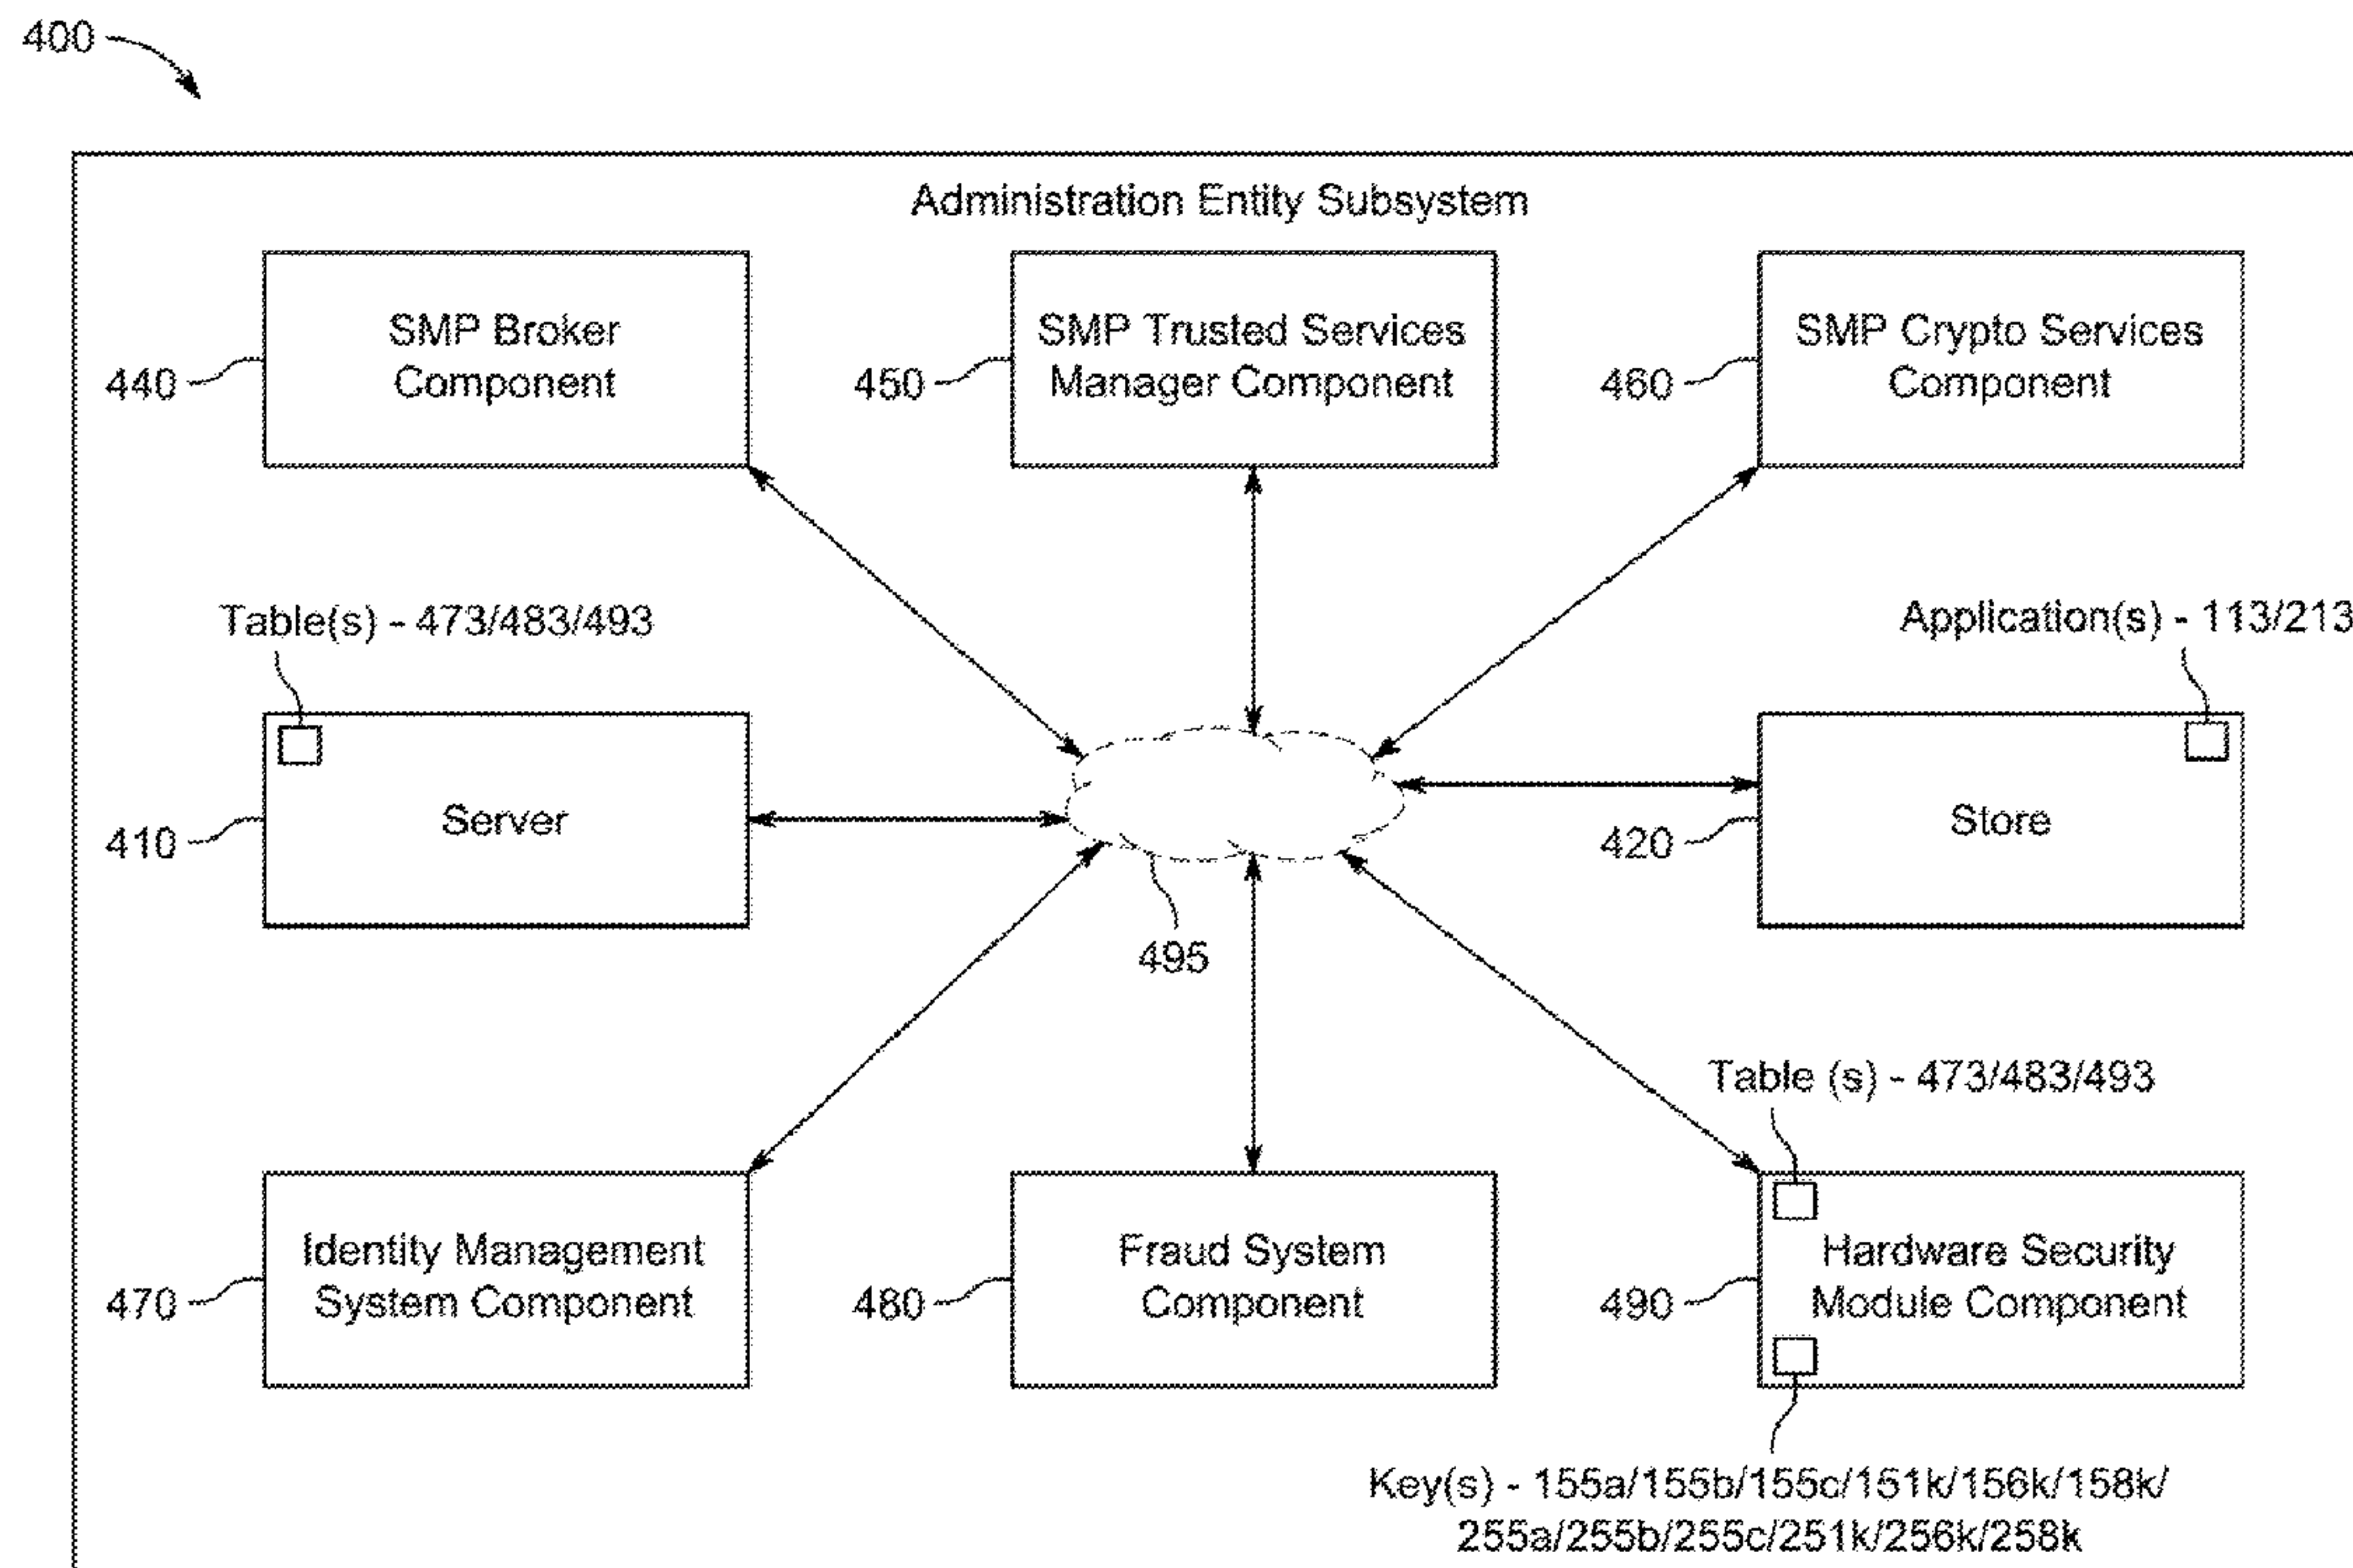 400
Administration Entity Subsystem
SMP Broker
Component
440
SMP Trusted Services
Manager Component
450
SMP Crypto Services
Component
460
Table(s) - 473/483/493
Application(s) - 113/213
Server
410
Store
420
495
Table (s) - 473/483/493
Identity Management
System Component
470
Fraud System
Component
480
Hardware Security
Module Component
490
Key(s) - 155a/155b/155c/151k/156k/158k/
255a/255b/255c/251k/256k/258k